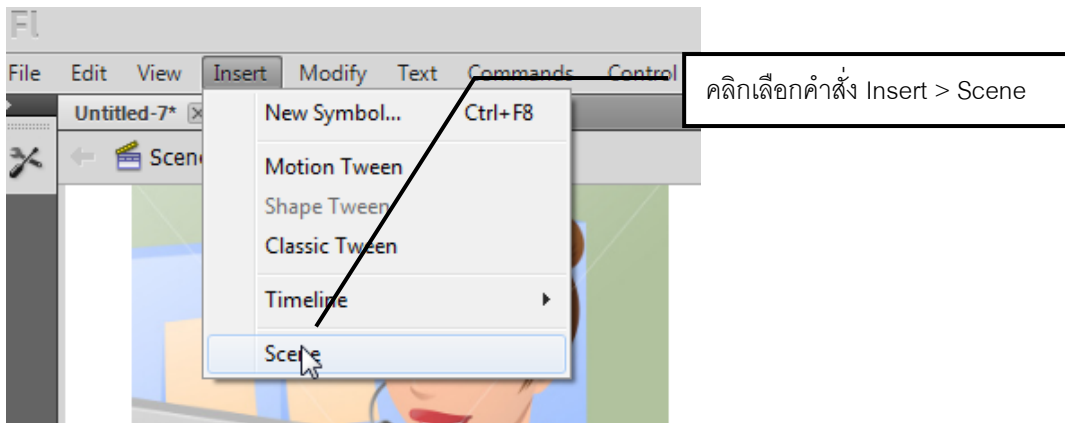 Fl
File Edit View Insert Modify Text Commands Control
คลิกเลือกคำสั่ง Insert > Scene
Untitled-7*
New Symbol... Ctrl+F8
Scene
Motion Tween
Shape Tween
Classic Tween
Timeline
Scene